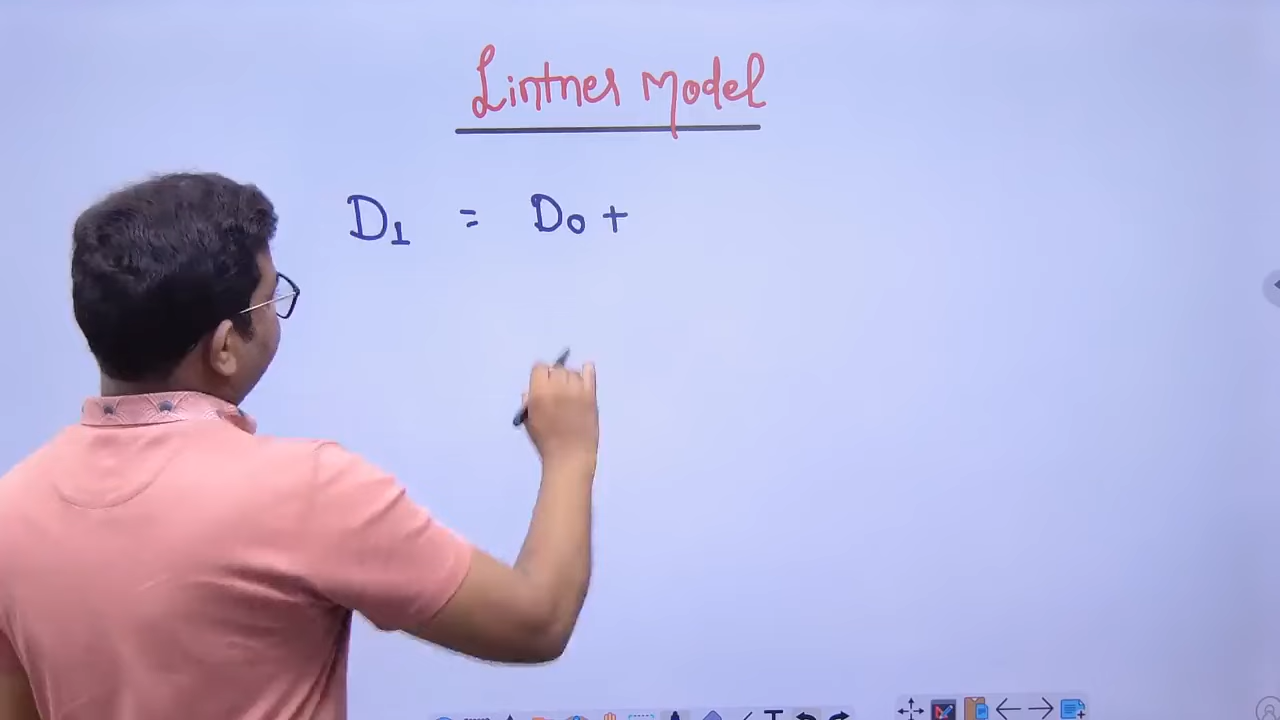 Lintner Model
D₁ = D₀ +